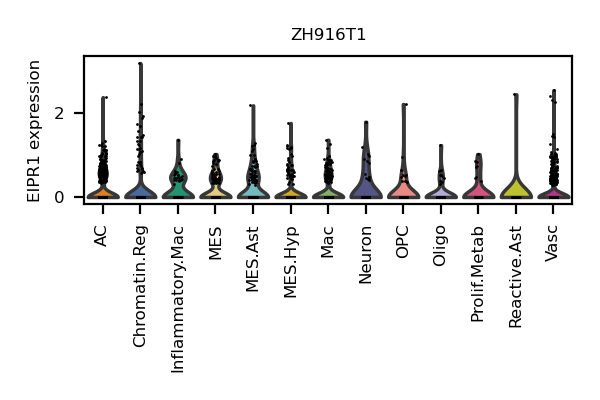 ZH916T1
EIPR1 expression
2
0
AC
Chromatin.Reg
Inflammatory.Mac
MES
MES.Ast
MES.Hyp
Mac
Neuron
OPC
Oligo
Prolif.Metab
Reactive.Ast
Vasc